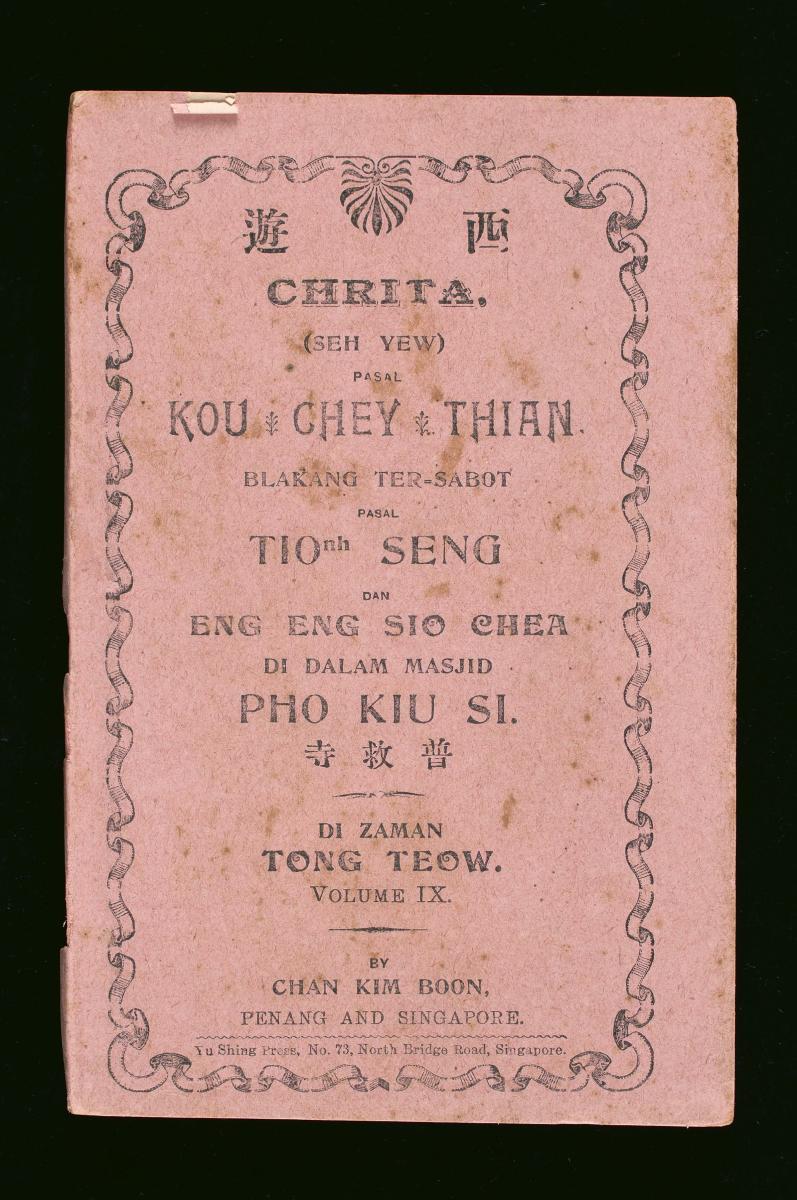 西遊
CHRITA.
(SEH YEW)
PASAL
KOU CHEY THIAN.
BLAKANG TER=SABOT
PASAL
TIOnh SENG
DAN
ENG ENG SIO CHEA
DI DALAM MASJID
PHO KIU SI.
普救寺
DI ZAMAN
TONG TEOW.
VOLUME IX.
BY
CHAN KIM BOON,
PENANG AND SINGAPORE.
Yu Shing Press, No. 73, North Bridge Road, Singapore.